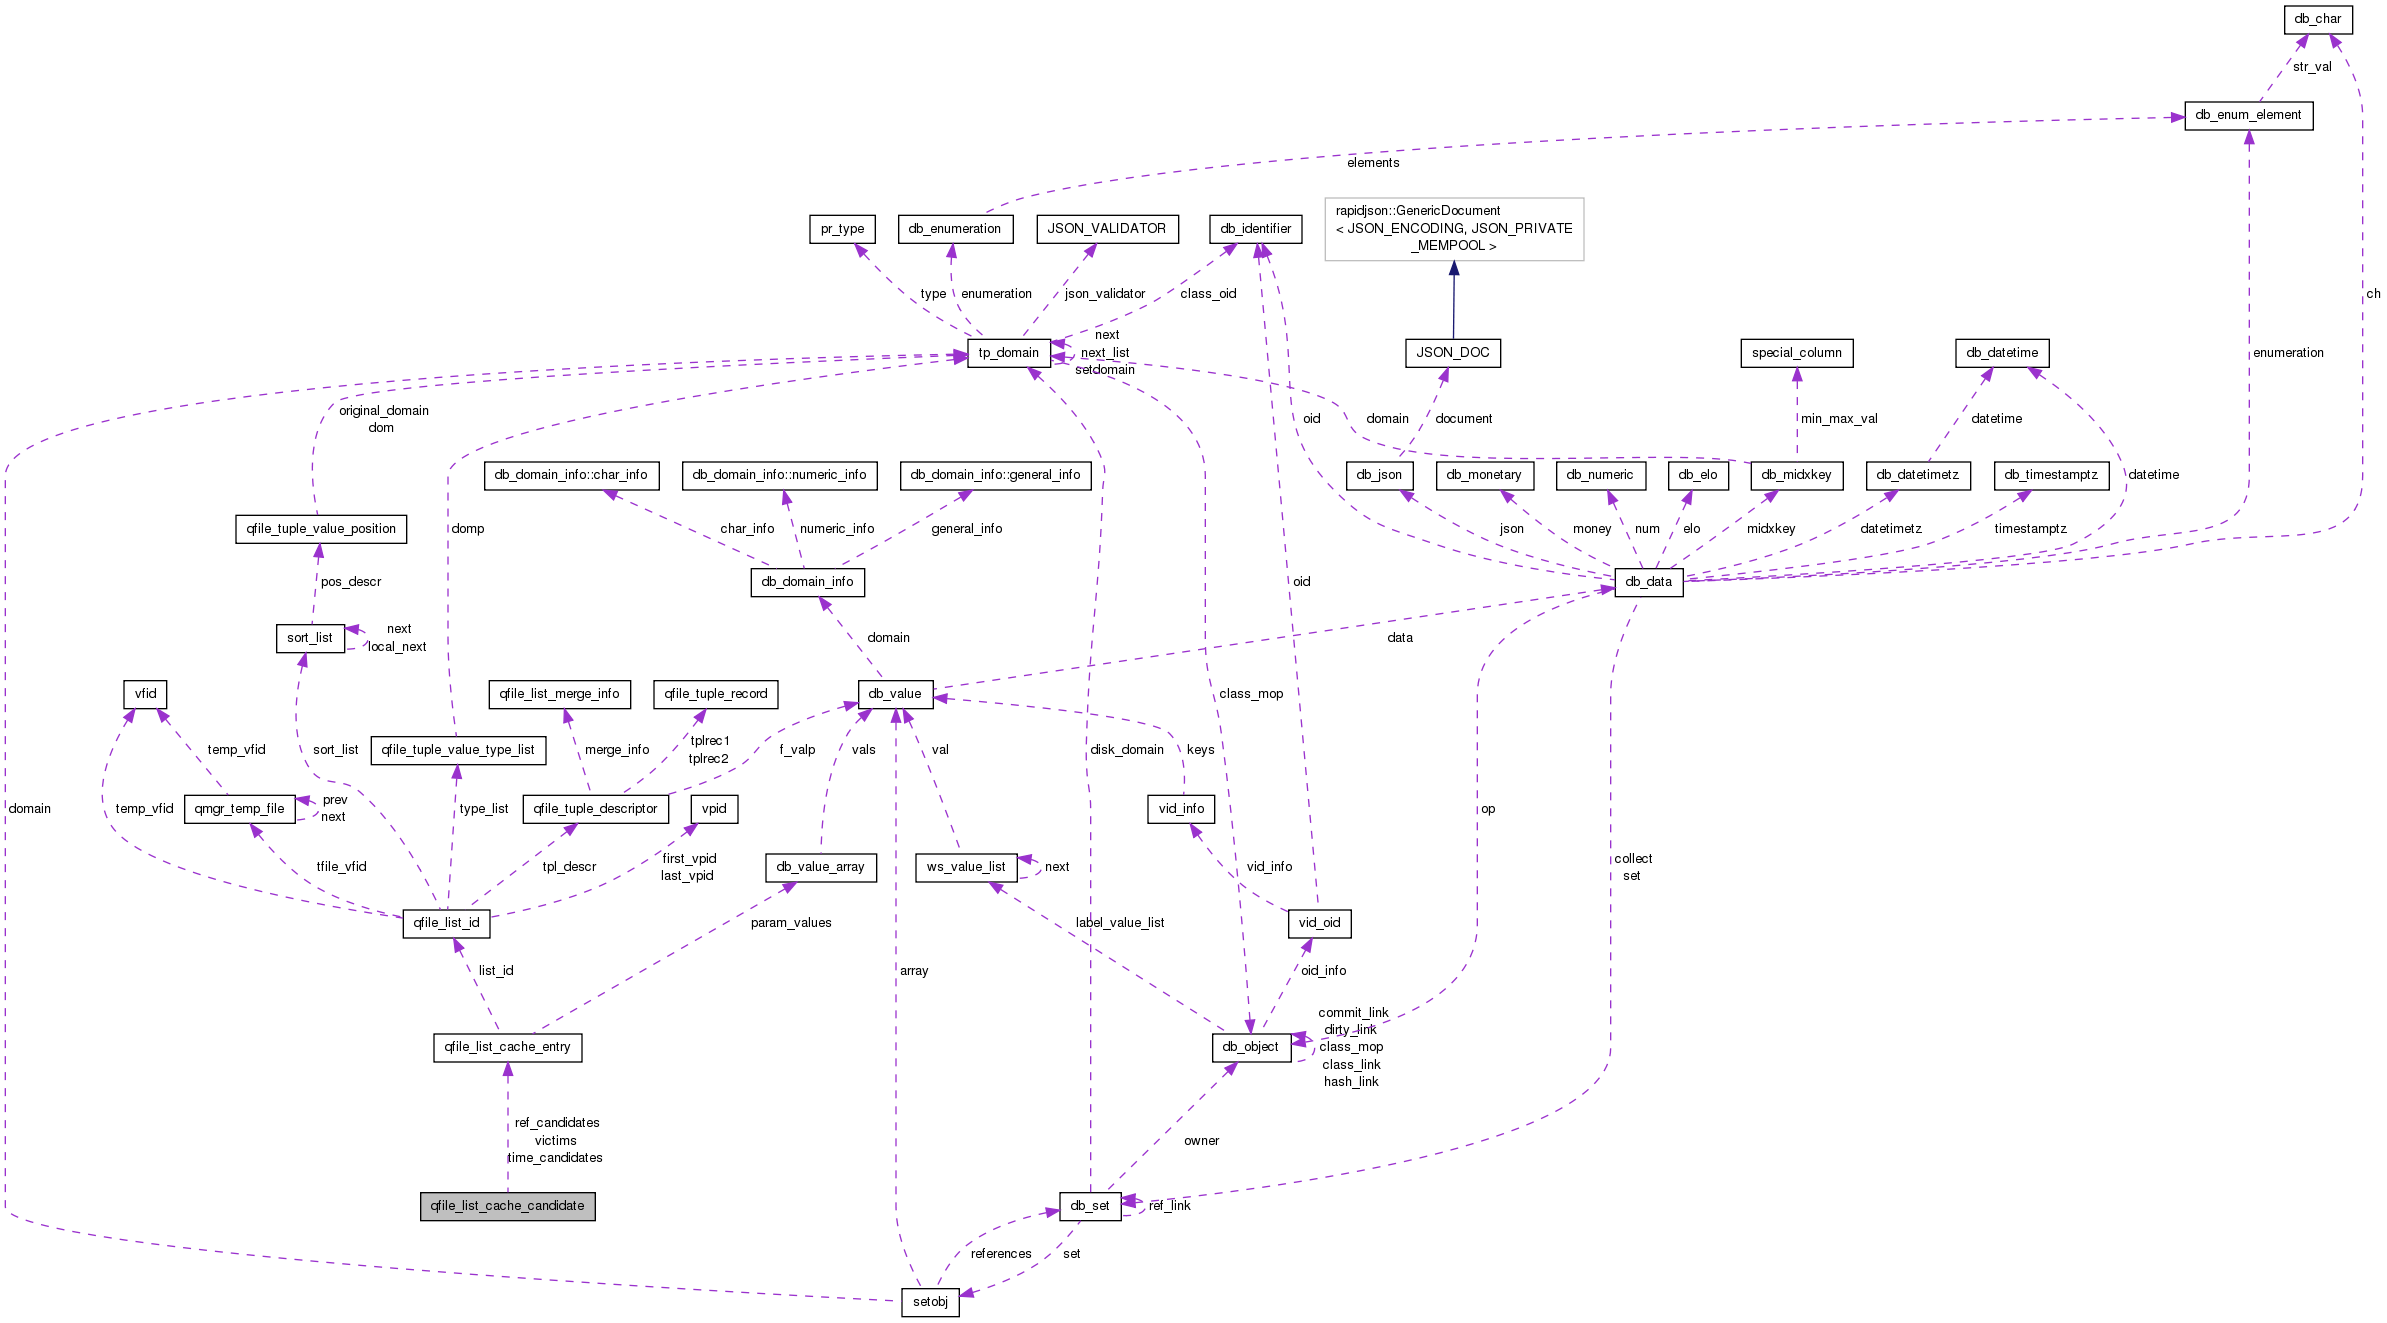 db_char
str_val
db_enum_element
elements
rapidjson::GenericDocument
< JSON_ENCODING, JSON_PRIVATE
_MEMPOOL >
pr_type
db_enumeration
JSON_VALIDATOR
db_identifier
type
enumeration
json_validator
class_oid
ch
next
next_list
setdomain
tp_domain
JSON_DOC
special_column
db_datetime
enumeration
original_domain
dom
oid
domain
document
min_max_val
datetime
db_domain_info::char_info
db_domain_info::numeric_info
db_domain_info::general_info
db_json
db_monetary
db_numeric
db_elo
db_midxkey
db_datetimetz
db_timestamptz
datetime
qfile_tuple_value_position
domp
char_info
numeric_info
general_info
json
money
num
elo
midxkey
datetimetz
timestamptz
pos_descr
db_domain_info
oid
db_data
sort_list
next
local_next
domain
data
vfid
qfile_list_merge_info
qfile_tuple_record
db_value
class_mop
temp_vfid
sort_list
qfile_tuple_value_type_list
merge_info
tplrec1
tplrec2
f_valp
vals
val
disk_domain
keys
domain
temp_vfid
qmgr_temp_file
prev
next
type_list
qfile_tuple_descriptor
vpid
vid_info
op
tfile_vfid
tpl_descr
first_vpid
last_vpid
db_value_array
ws_value_list
next
vid_info
collect
set
qfile_list_id
param_values
label_value_list
vid_oid
list_id
array
oid_info
qfile_list_cache_entry
db_object
commit_link
dirty_link
class_mop
class_link
hash_link
ref_candidates
victims
time_candidates
owner
qfile_list_cache_candidate
db_set
ref_link
references
set
setobj